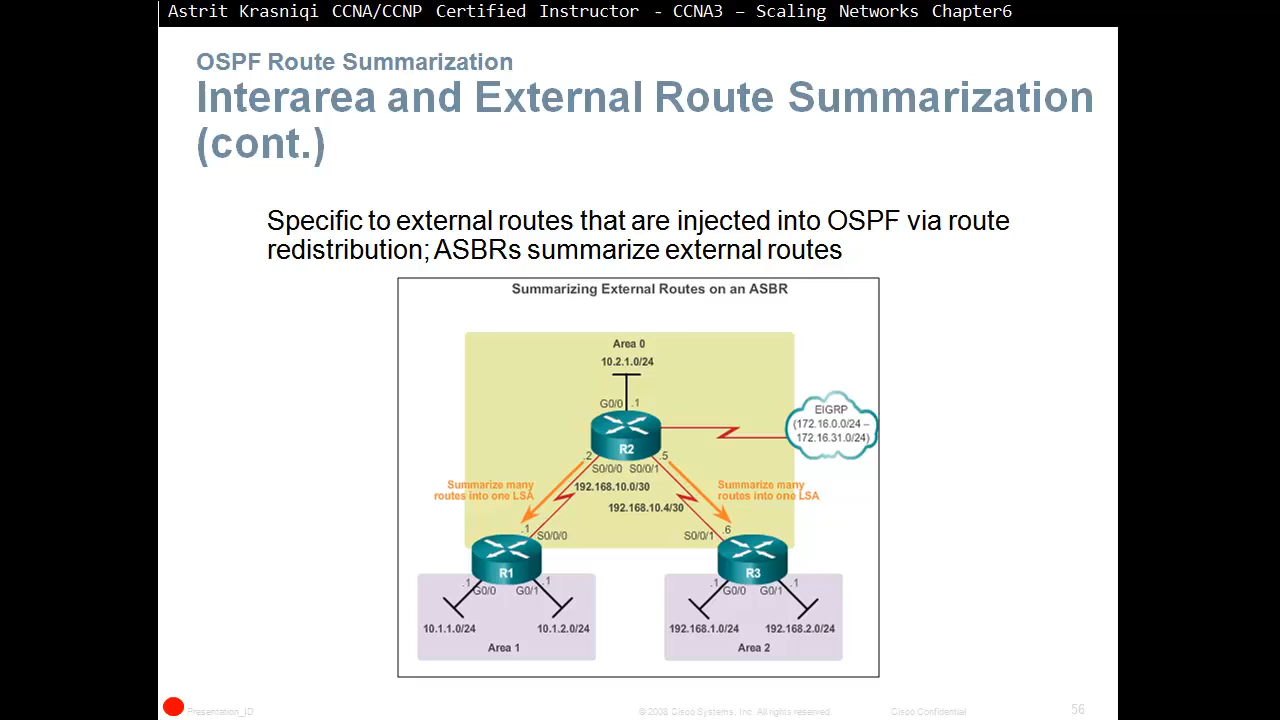 Astrit Krasniqi CCNA/CCNP Certified Instructor - CCNA3 – Scaling Networks Chapter6
OSPF Route Summarization
Interarea and External Route Summarization
(cont.)
Specific to external routes that are injected into OSPF via route
redistribution; ASBRs summarize external routes
Summarizing External Routes on an ASBR
Area 0
10.2.1.0/24
G0/0 .1
EIGRP
(172.16.0.0/24 –
172.16.31.0/24)
R2
.2 .5
S0/0/0 S0/0/1
Summarize many
routes into one LSA
192.168.10.0/30
Summarize many
routes into one LSA
192.168.10.4/30
.1 S0/0/0
S0/0/1 .6
R1
R3
.1 G0/0 G0/1 .1
.1 G0/0 G0/1 .1
10.1.1.0/24 10.1.2.0/24
192.168.1.0/24 192.168.2.0/24
Area 1
Area 2
Presentation_ID
© 2008 Cisco Systems, Inc. All rights reserved.
Cisco Confidential
56